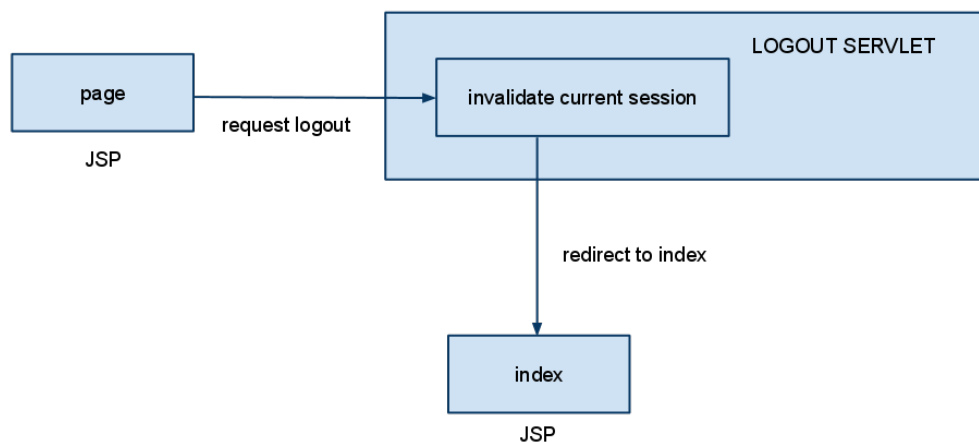 LOGOUT SERVLET
page
invalidate current session
request logout
JSP
redirect to index
index
JSP